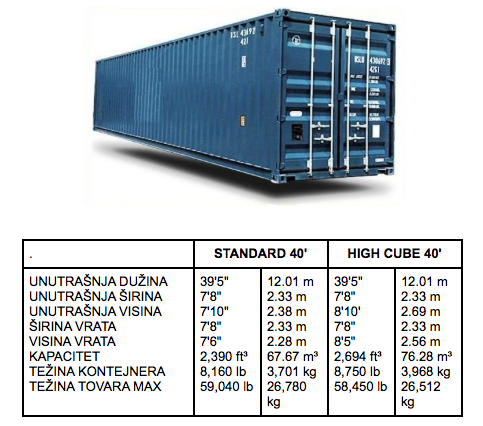 4251
. STANDARD 40' HIGH CUBE 40'
UNUTRAŠNJA DUŽINA 39'5" 12.01 m 39'5" 12.01 m
UNUTRAŠNJA ŠIRINA 7'8" 2.33 m 7'8" 2.33 m
UNUTRAŠNJA VISINA 7'10" 2.38 m 8'10' 2.69 m
ŠIRINA VRATA 7'8" 2.33 m 7'8" 2.33 m
VISINA VRATA 7'6" 2.28 m 8'5" 2.56 m
KAPACITET 2,390 ft³ 67.67 m³ 2,694 ft³ 76.28 m³
TEŽINA KONTEJNERA 8,160 lb 3,701 kg 8,750 lb 3,968 kg
TEŽINA TOVARA MAX 59,040 lb 26,780 58,450 lb 26,512
kg kg